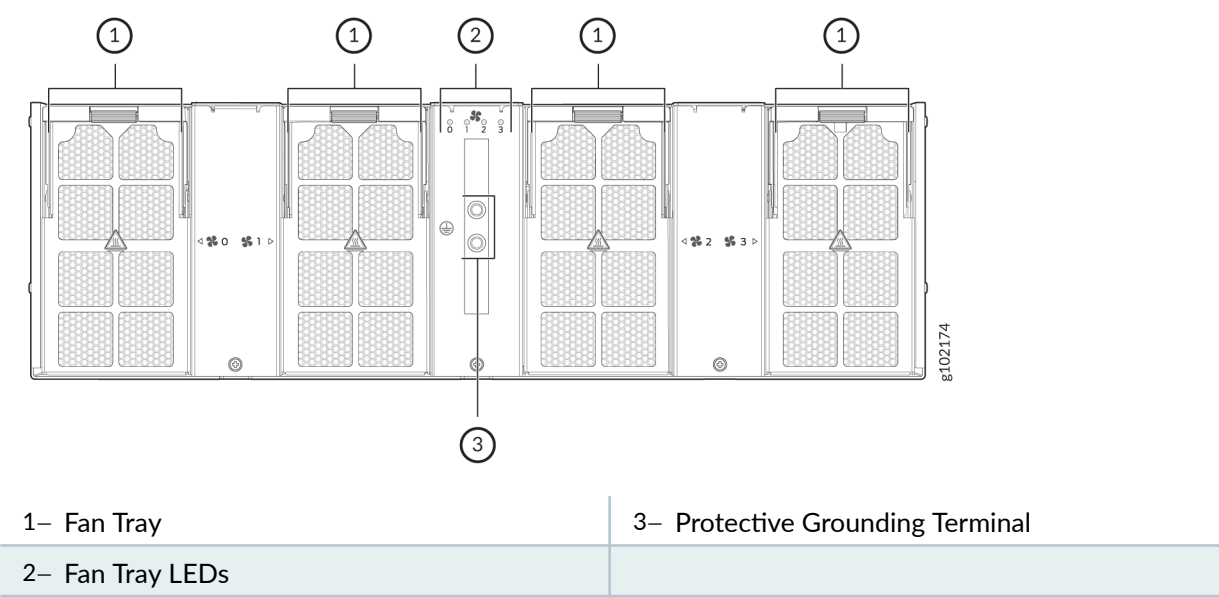 1 1 2 1 1
0 1 2 3
0 1 2 3
g102174
3
1– Fan Tray 3– Protective Grounding Terminal
2– Fan Tray LEDs